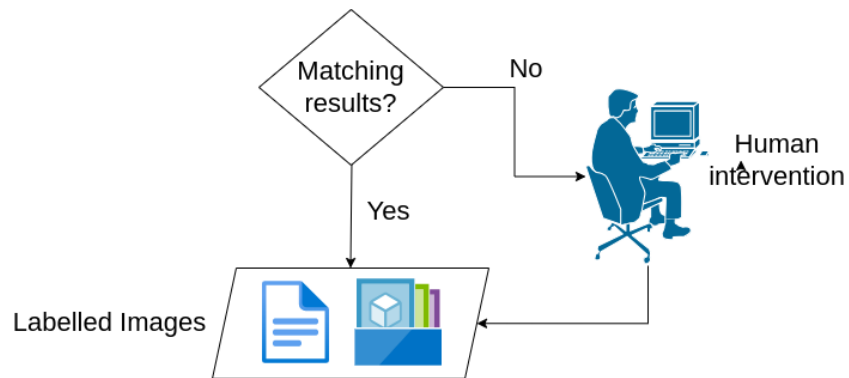 Matching
results?
No
Human
intervention
Yes
Labelled Images